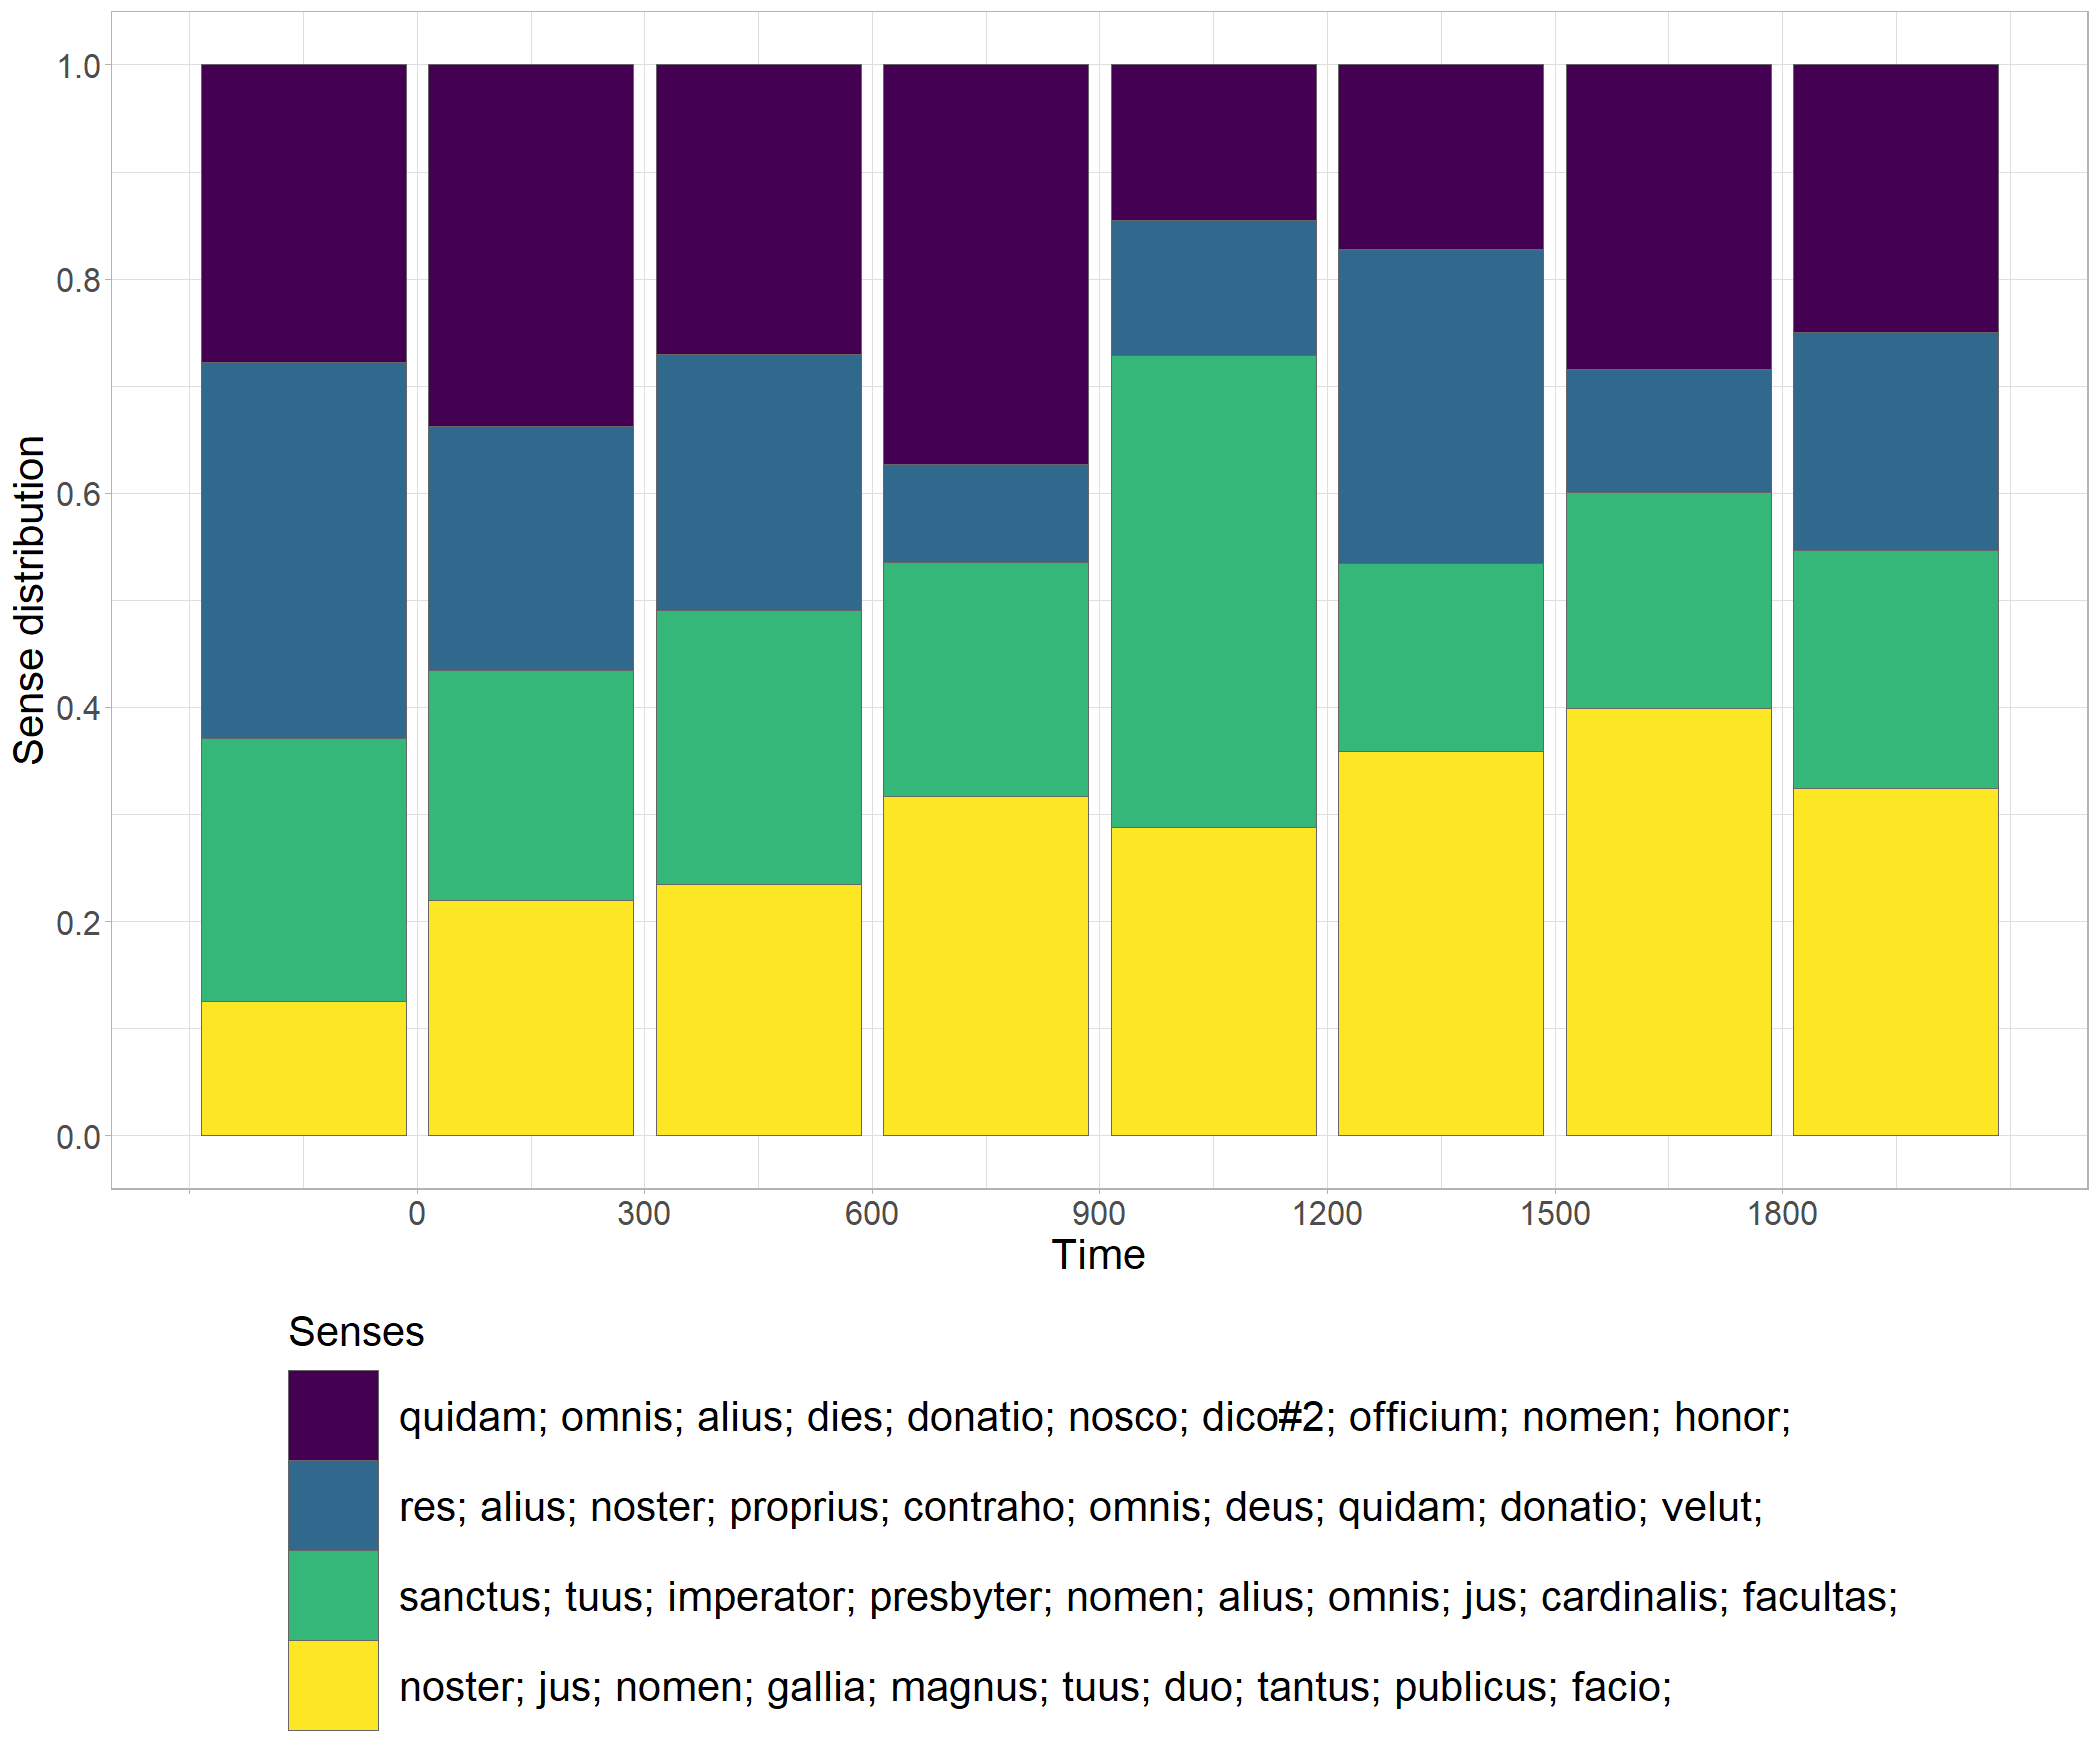 1.0
0.8
0.6
0.4
0.2
0.0
Sense distribution
0 300 600 900 1200 1500 1800
Time
Senses
quidam; omnis; alius; dies; donatio; nosco; dico#2; officium; nomen; honor;
res; alius; noster; proprius; contraho; omnis; deus; quidam; donatio; velut;
sanctus; tuus; imperator; presbyter; nomen; alius; omnis; jus; cardinalis; facultas;
noster; jus; nomen; gallia; magnus; tuus; duo; tantus; publicus; facio;